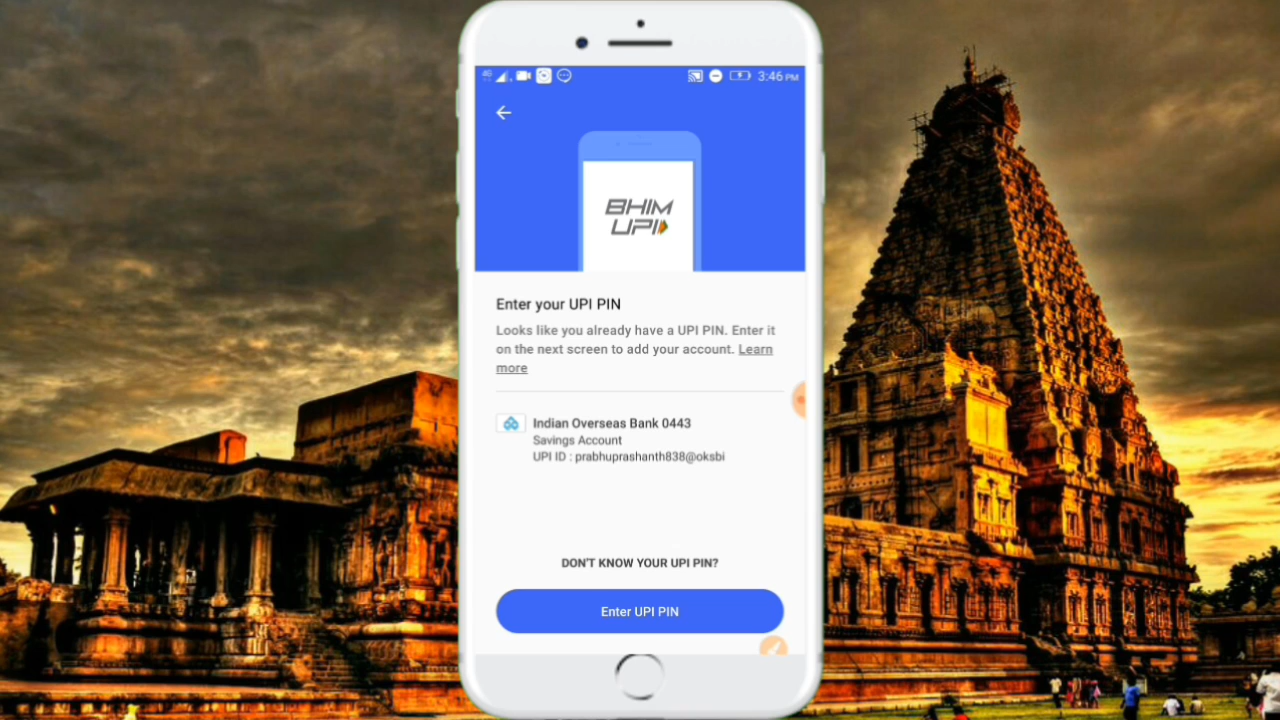 4G 3:46 PM
BHIM
UPI
Enter your UPI PIN
Looks like you already have a UPI PIN. Enter it
on the next screen to add your account. Learn
more
Indian Overseas Bank 0443
Savings Account
UPI ID : prabhuprashanth838@oksbi
DON'T KNOW YOUR UPI PIN?
Enter UPI PIN